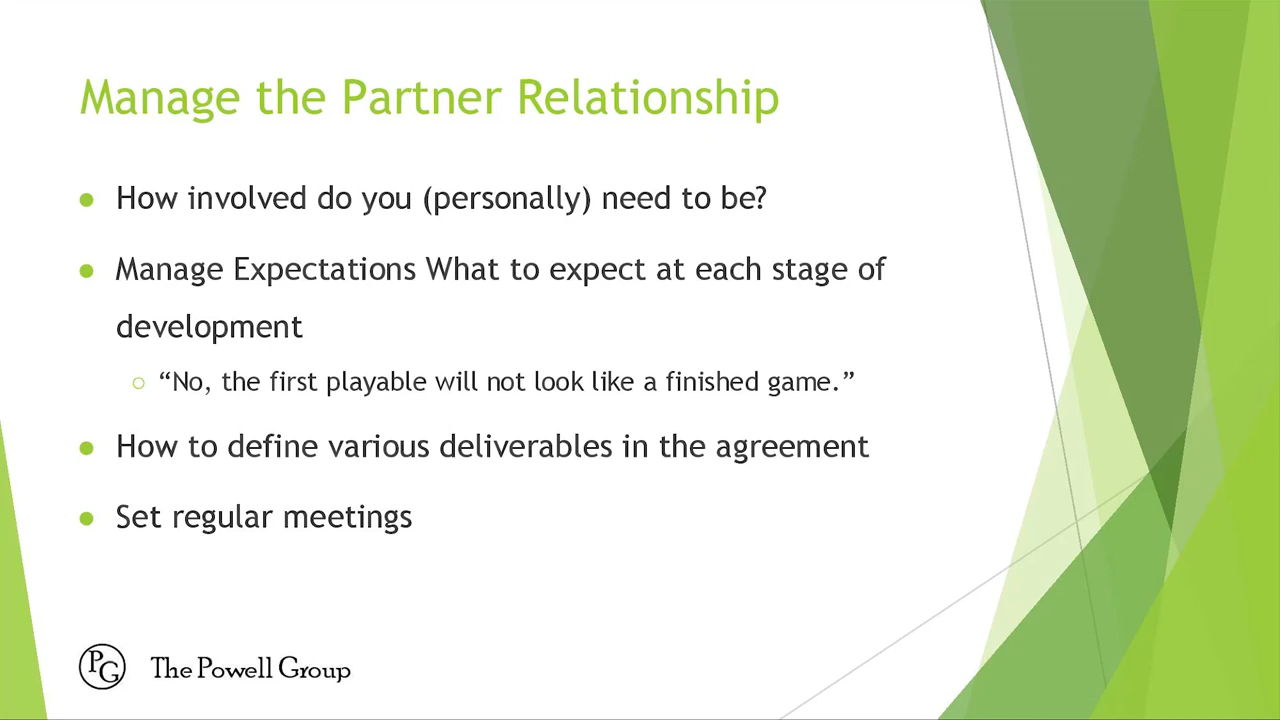 Manage the Partner Relationship
● How involved do you (personally) need to be?
● Manage Expectations What to expect at each stage of
development
○ “No, the first playable will not look like a finished game.”
● How to define various deliverables in the agreement
● Set regular meetings
PG The Powell Group